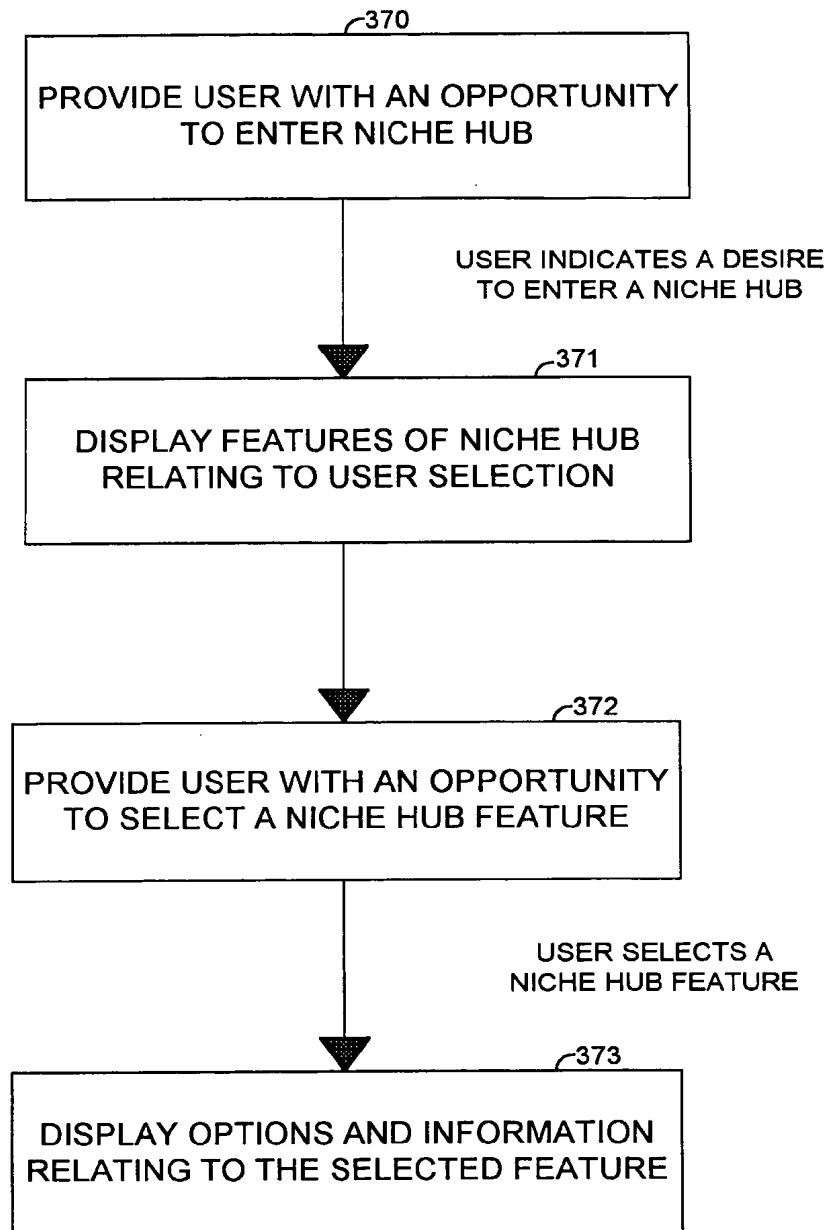 370
PROVIDE USER WITH AN OPPORTUNITY
TO ENTER NICHE HUB
USER INDICATES A DESIRE
TO ENTER A NICHE HUB
371
DISPLAY FEATURES OF NICHE HUB
RELATING TO USER SELECTION
372
PROVIDE USER WITH AN OPPORTUNITY
TO SELECT A NICHE HUB FEATURE
USER SELECTS A
NICHE HUB FEATURE
373
DISPLAY OPTIONS AND INFORMATION
RELATING TO THE SELECTED FEATURE